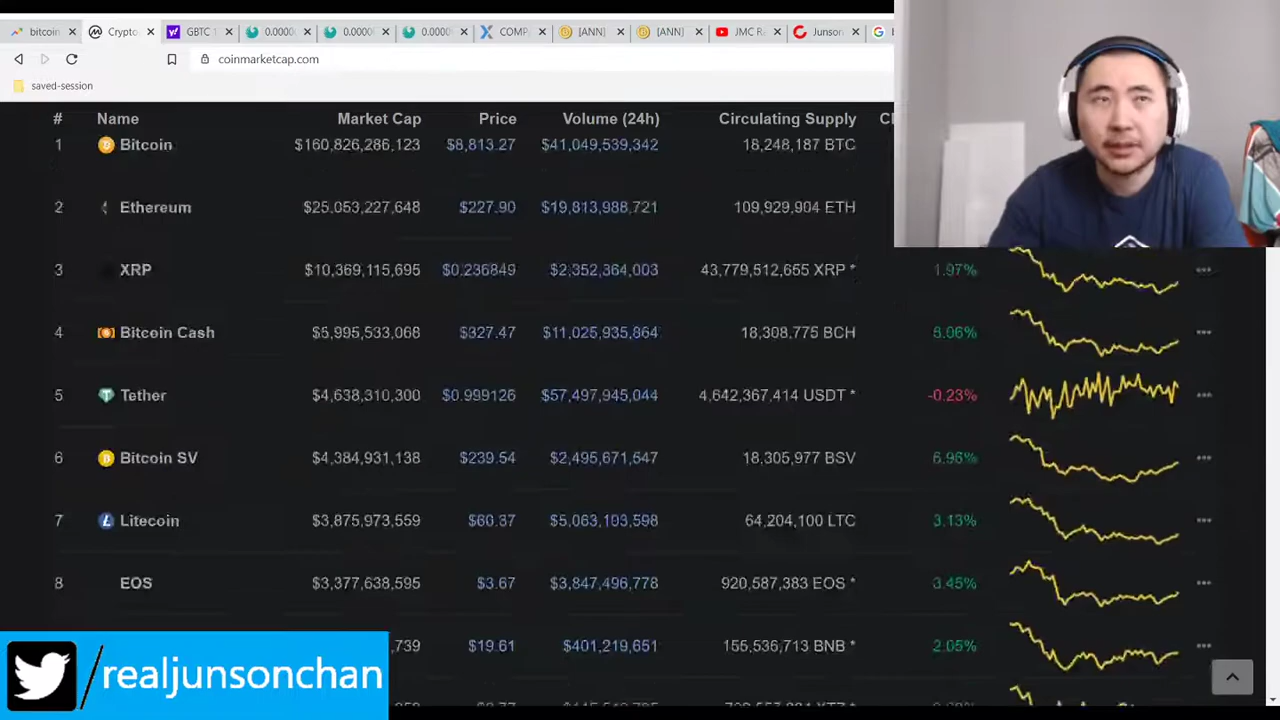 bitcoin
Crypto
GBTC 1
0.0000
0.0000
0.0000
COMP
[ANN]
[ANN]
JMC R
Junson
coinmarketcap.com
saved-session
# Name Market Cap Price Volume (24h) Circulating Supply
1 Bitcoin $160,826,286,123 $8,813.27 $41,049,539,342 18,248,187 BTC
2 Ethereum $25,053,227,648 $227.90 $19,813,988,721 109,929,904 ETH
3 XRP $10,369,115,695 $0.236849 $2,352,364,003 43,779,512,655 XRP * 1.97%
4 Bitcoin Cash $5,995,533,068 $327.47 $11,025,935,864 18,308,775 BCH 6.06%
5 Tether $4,638,310,300 $0.999126 $57,497,945,044 4,642,367,414 USDT * -0.23%
6 Bitcoin SV $4,384,931,138 $239.54 $2,495,671,647 18,305,977 BSV 6.96%
7 Litecoin $3,875,973,559 $60.37 $5,063,103,598 64,204,100 LTC 3.13%
8 EOS $3,377,638,595 $3.67 $3,847,496,778 920,587,383 EOS * 3.45%
,739 $19.61 $401,219,651 155,536,713 BNB * 2.05%
/realjunsonchan